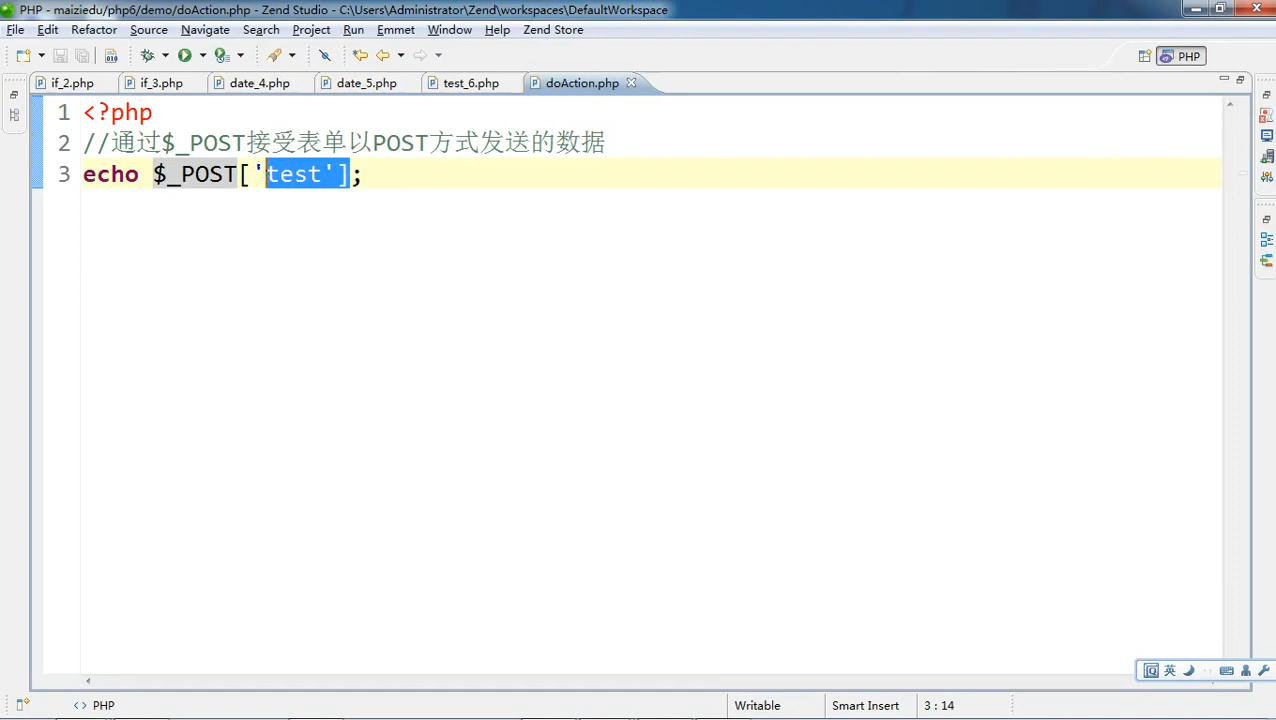 PHP - maiziedu/php6/demo/doAction.php - Zend Studio - C:\Users\Administrator\Zend\workspaces\DefaultWorkspace
File Edit Refactor Source Navigate Search Project Run Emmet Window Help Zend Store
PHP
if_2.php if_3.php date_4.php date_5.php test_6.php doAction.php
1 <?php
2 //通过$_POST接受表单以POST方式发送的数据
3 echo $_POST['test'];
英
<> PHP Writable Smart Insert 3 : 14